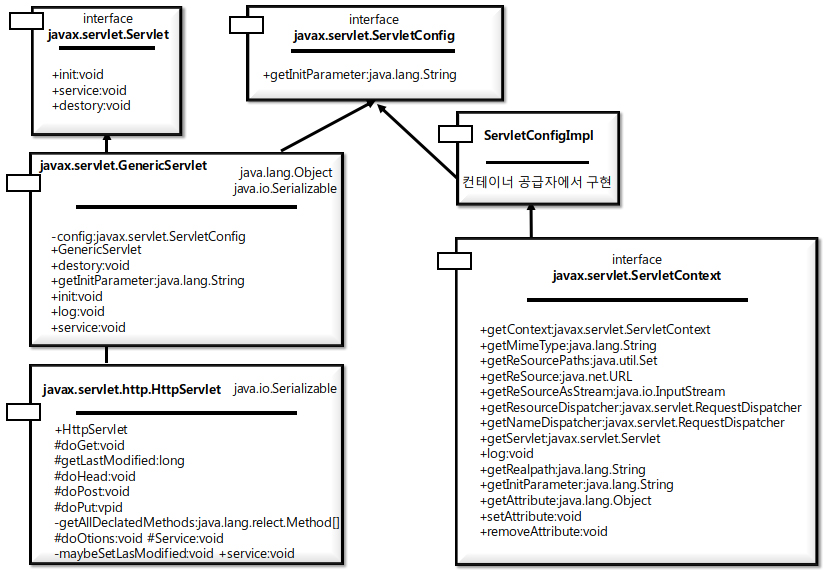 interface
javax.servlet.Servlet
+init:void
+service:void
+destory:void
interface
javax.servlet.ServletConfig
+getInitParameter:java.lang.String
ServletConfigImpl
컨테이너 공급자에서 구현
javax.servlet.GenericServlet
java.lang.Object
java.io.Serializable
-config:javax.servlet.ServletConfig
+GenericServlet
+destory:void
+getInitParameter:java.lang.String
+init:void
+log:void
+service:void
javax.servlet.http.HttpServlet java.io.Serializable
+HttpServlet
#doGet:void
#getLastModified:long
#doHead:void
#doPost:void
#doPut:vpid
-getAllDeclatedMethods:java.lang.relect.Method[]
#doOtions:void #Service:void
-maybeSetLasModified:void +service:void
interface
javax.servlet.ServletContext
+getContext:javax.servlet.ServletContext
+getMimeType:java.lang.String
+getReSourcePaths:java.util.Set
+getReSource:java.net.URL
+getReSourceAsStream:java.io.InputStream
+getResourceDispatcher:javax.servlet.RequestDispatcher
+getNameDispatcher:javax.servlet.RequestDispatcher
+getServlet:javax.servlet.Servlet
+log:void
+getRealpath:java.lang.String
+getInitParameter:java.lang.String
+getAttribute:java.lang.Object
+setAttribute:void
+removeAttribute:void